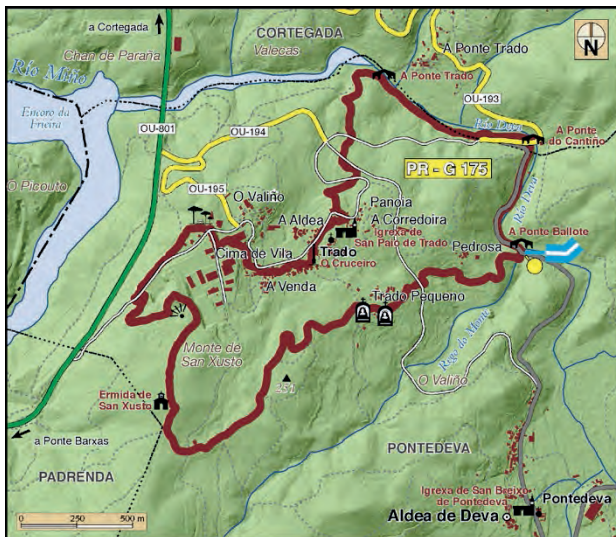 a Cortegada
CORTEGADA
Valecas
Chan de Paraña
A Ponte Trado
N
Río Miño
A Ponte Trado
Encoro da
Frieira
OU-801
OU-194
OU-193
Río Deva
A Ponte
do Cantiño
PR - G 175
O Picouto
OU-195
O Valiño
Panoia
A Aldea
A Corredoira
Río Deva
Igrexa de
San Paio de Trado
A Ponte Ballote
Pedrosa
Cima de Vila
Trado
O Cruceiro
A Venda
Trado Pequeno
Monte de
San Xusto
Rego do Monte
O Valiño
Ermida de
San Xusto
a Ponte Barxas
PADRENDA
PONTEDEVA
Igrexa de San Breixo
de Pontedeva
Pontedeva
Aldea de Deva
0 250 500 m